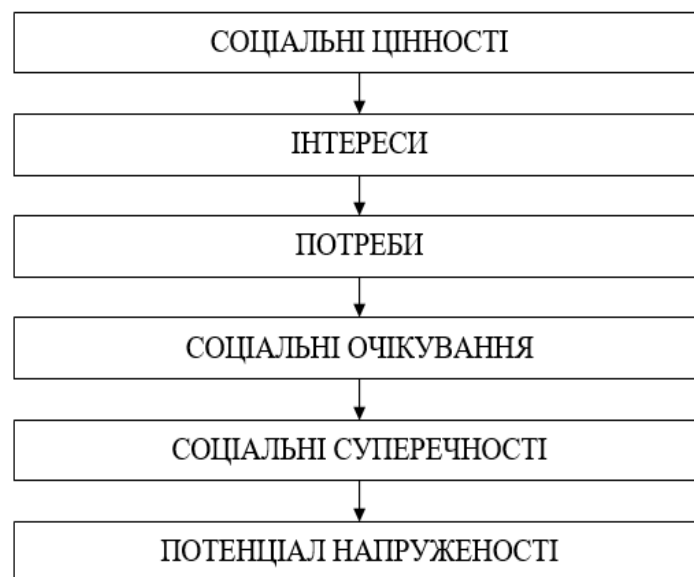 СОЦІАЛЬНІ ЦІННОСТІ
ІНТЕРЕСИ
ПОТРЕБИ
СОЦІАЛЬНІ ОЧІКУВАННЯ
СОЦІАЛЬНІ СУПЕРЕЧНОСТІ
ПОТЕНЦІАЛ НАПРУЖЕНОСТІ